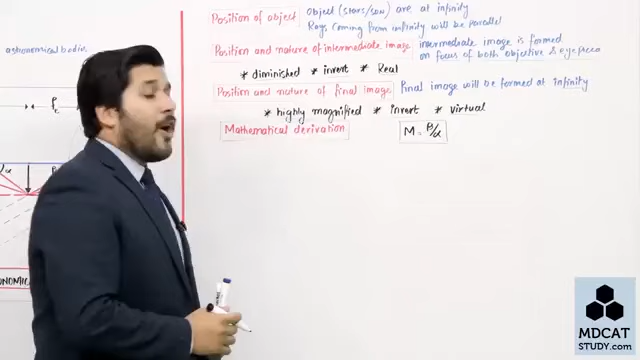 Position of object
Object (stars/sun) are at infinity
Rays coming from infinity will be parallel
Position and nature of intermediate image
intermediate image is formed
on focus of both objective & eyepiece
* diminished * invert * Real
Position and nature of final image
Final image will be formed at infinity
* highly magnified * invert * virtual
Mathematical derivation
M = β/α
astronomical bodies
MDCAT
STUDY.com